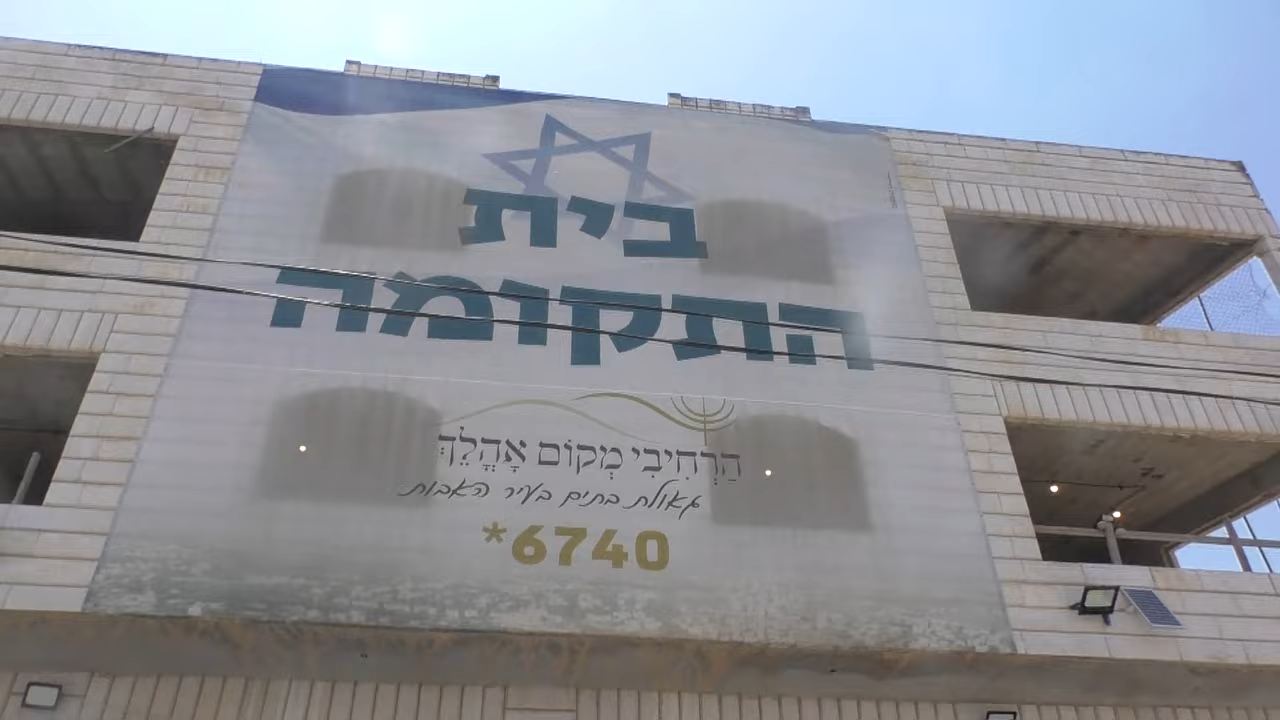 בית
התקומה
הַרְחִיבִי מְקוֹם אָהֳלֵךְ
גאולת בתים בעיר האבות
*6740